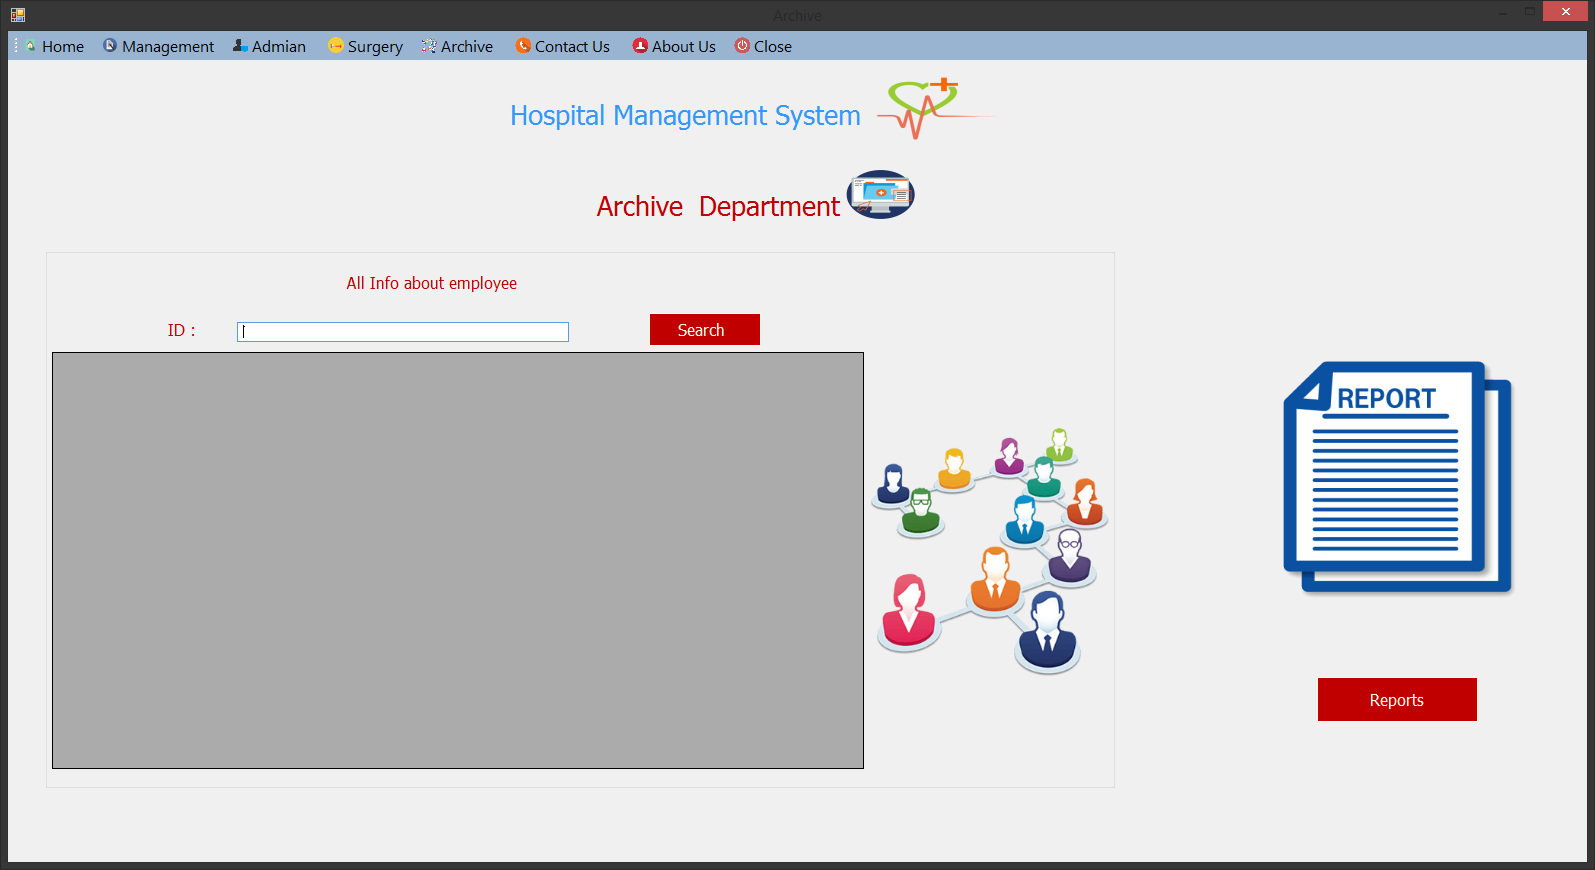 Archive
Home Management Admian Surgery Archive Contact Us About Us Close
Hospital Management System
Archive Department
All Info about employee
ID :
Search
REPORT
Reports